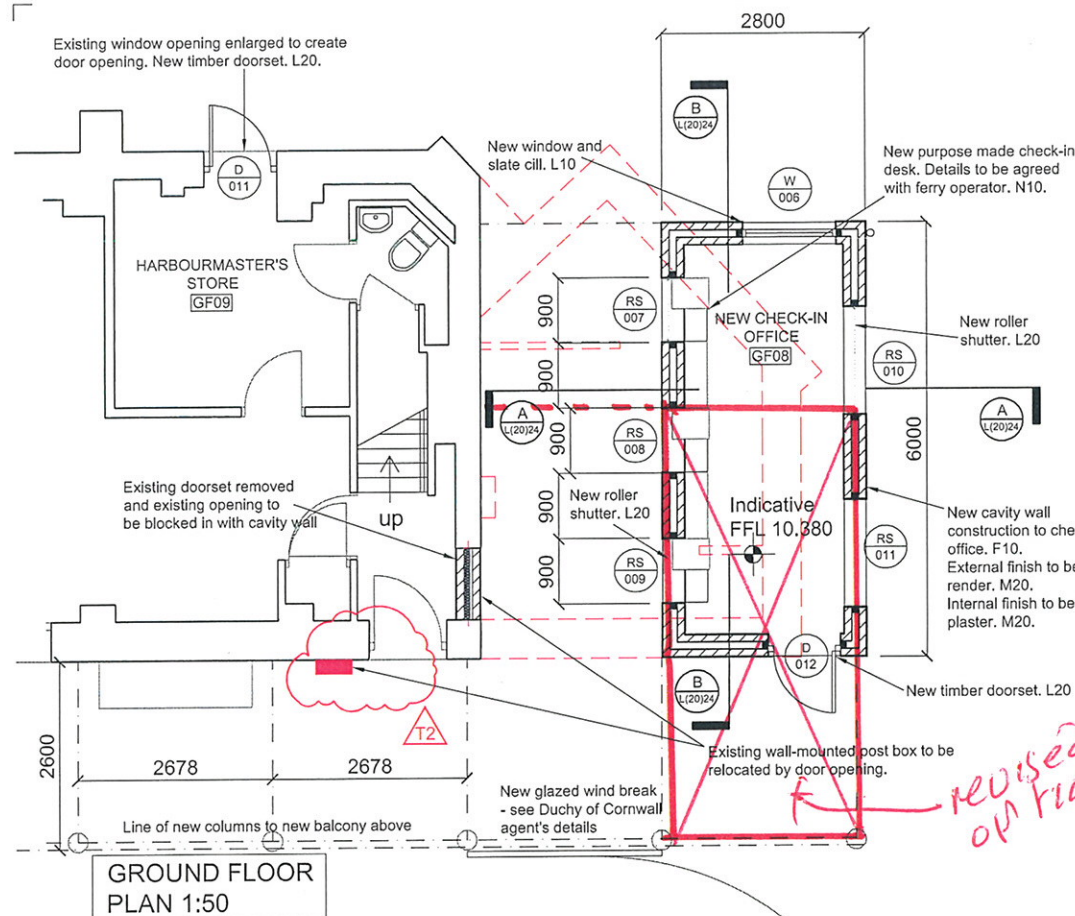 2800
Existing window opening enlarged to create
door opening. New timber doorset. L20.
B
L(20)24
D
011
New window and
slate cill. L10
W
006
New purpose made check-in
desk. Details to be agreed
with ferry operator. N10.
HARBOURMASTER'S
STORE
GF09
RS
007
900
NEW CHECK-IN
OFFICE
GF08
New roller
shutter. L20
RS
010
900
A
L(20)24
A
L(20)24
RS
008
900
6000
Existing doorset removed
and existing opening to
be blocked in with cavity wall
up
New roller
shutter. L20
900
Indicative
FFL 10.380
RS
009
900
RS
011
New cavity wall
construction to che
office. F10.
External finish to be
render. M20.
Internal finish to be
plaster. M20.
D
012
B
L(20)24
New timber doorset. L20
T2
Existing wall-mounted post box to be
relocated by door opening.
2600
2678
2678
New glazed wind break
- see Duchy of Cornwall
agent's details
Line of new columns to new balcony above
revised
GROUND FLOOR
PLAN 1:50